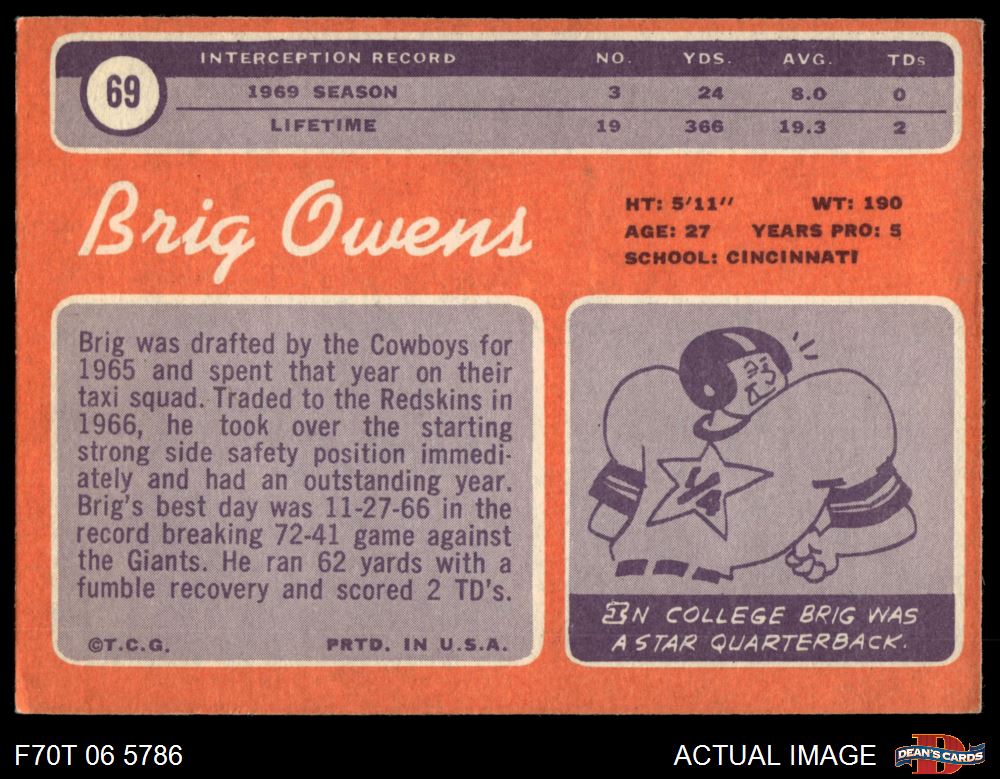 69
INTERCEPTION RECORD NO. YDS. AVG. TDs
1969 SEASON 3 24 8.0 0
LIFETIME 19 366 19.3 2
Brig Owens
HT: 5'11" WT: 190
AGE: 27 YEARS PRO: 5
SCHOOL: CINCINNATI
Brig was drafted by the Cowboys for
1965 and spent that year on their
taxi squad. Traded to the Redskins in
1966, he took over the starting
strong side safety position immedi-
ately and had an outstanding year.
Brig's best day was 11-27-66 in the
record breaking 72-41 game against
the Giants. He ran 62 yards with a
fumble recovery and scored 2 TD's.
©T.C.G. PRTD. IN U.S.A.
1/4
IN COLLEGE BRIG WAS
A STAR QUARTERBACK.
F70T 06 5786
ACTUAL IMAGE
D
DEAN'S CARDS